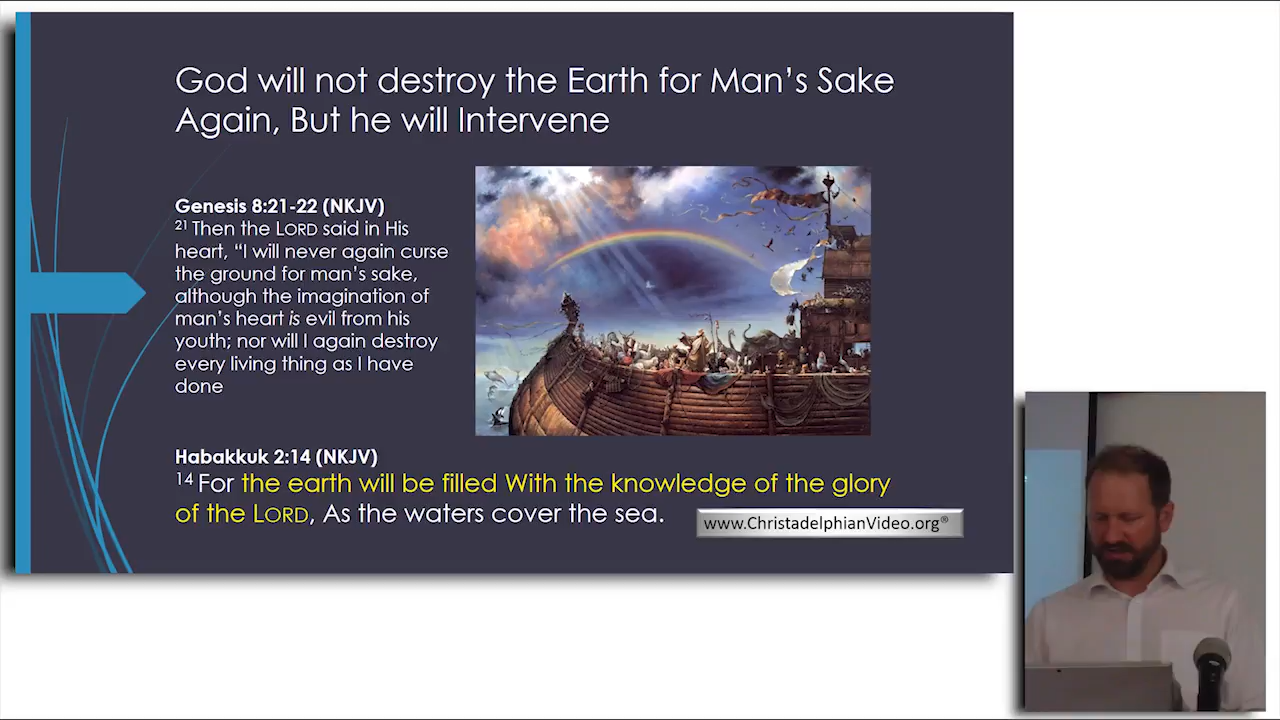 God will not destroy the Earth for Man’s Sake
Again, But he will Intervene
Genesis 8:21-22 (NKJV)
21 Then the LORD said in His
heart, “I will never again curse
the ground for man’s sake,
although the imagination of
man’s heart is evil from his
youth; nor will I again destroy
every living thing as I have
done
Habakkuk 2:14 (NKJV)
14 For the earth will be filled With the knowledge of the glory
of the LORD, As the waters cover the sea.
www.ChristadelphianVideo.org®